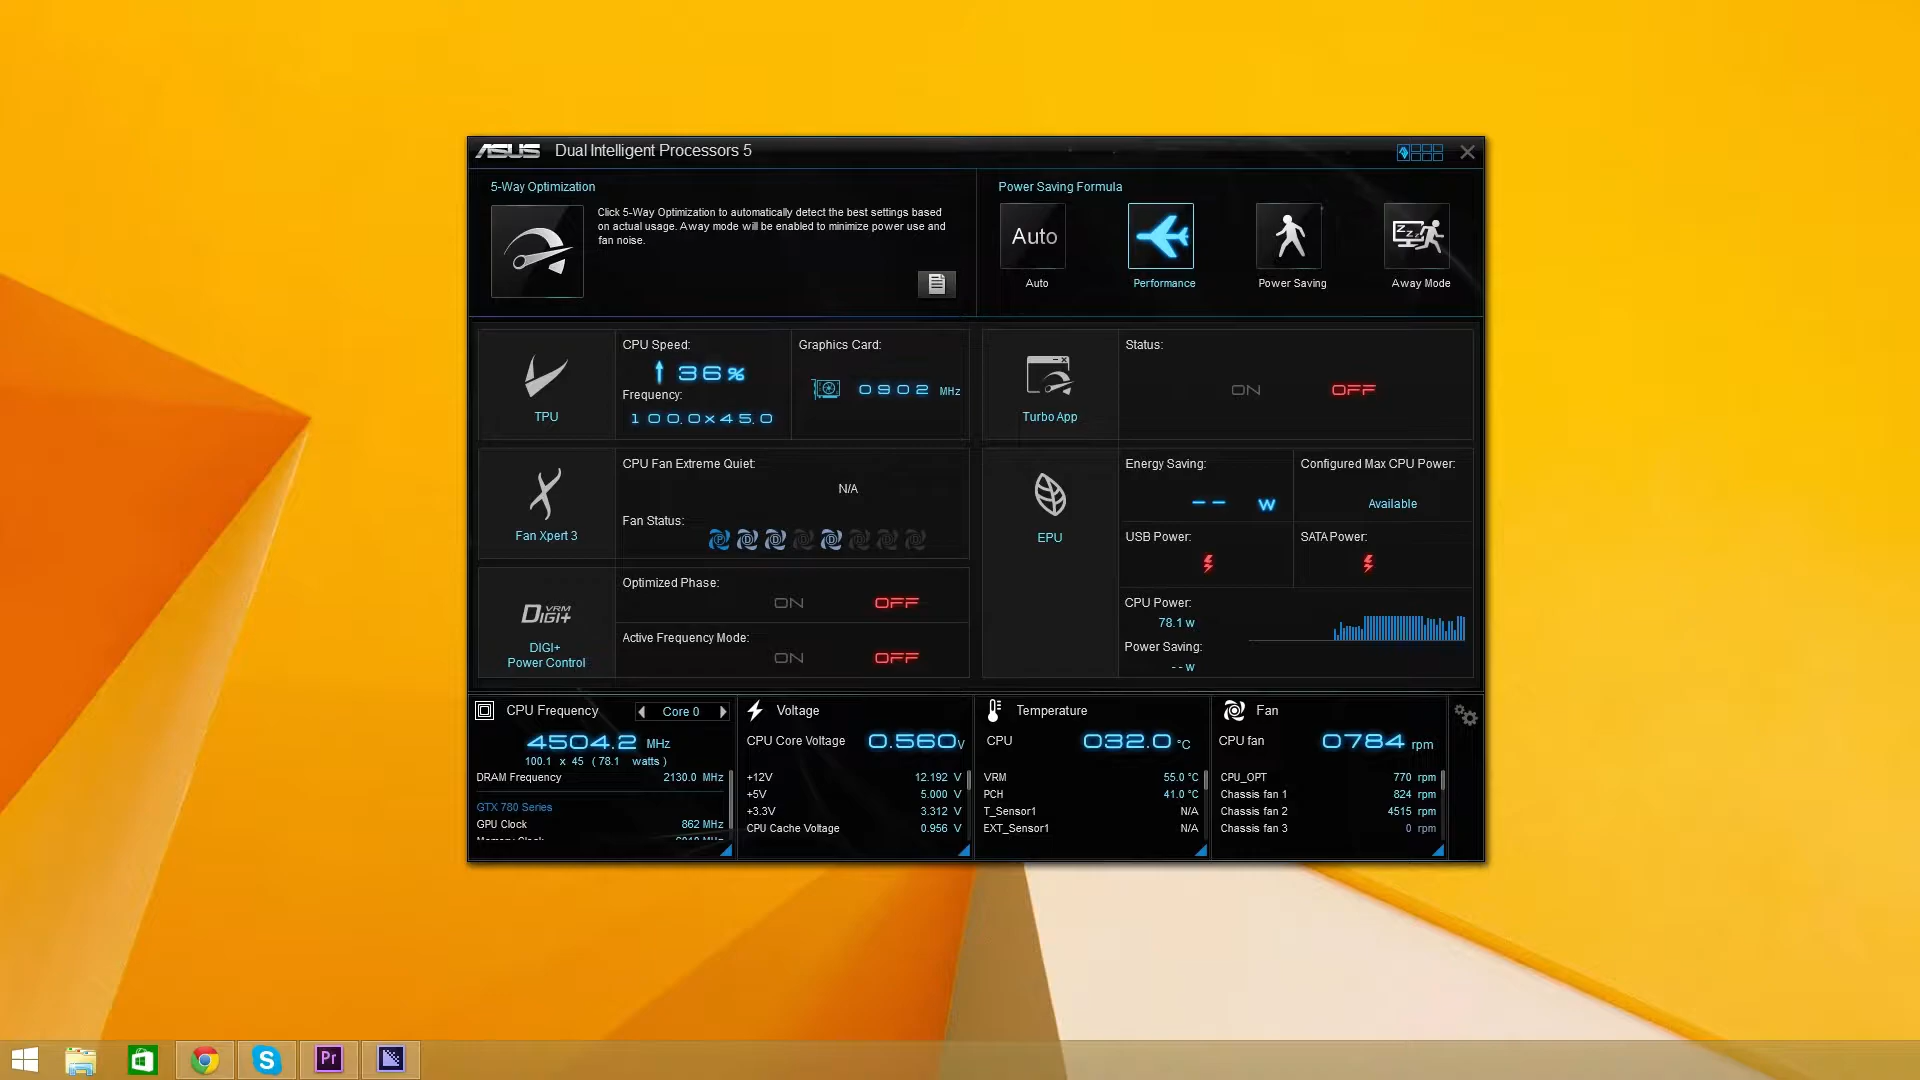 ASUS Dual Intelligent Processors 5
5-Way Optimization
Click 5-Way Optimization to automatically detect the best settings based
on actual usage. Away mode will be enabled to minimize power use and
fan noise.
Power Saving Formula
Auto
Auto
Performance
Power Saving
Away Mode
TPU
CPU Speed:
36%
Frequency:
100.0x45.0
Graphics Card:
0902 MHz
Turbo App
Status:
ON OFF
Fan Xpert 3
CPU Fan Extreme Quiet:
N/A
Fan Status:
EPU
Energy Saving:
-- w
Configured Max CPU Power:
Available
USB Power:
SATA Power:
CPU Power:
78.1 w
Power Saving:
-- w
DIGI+ VRM
DIGI+
Power Control
Optimized Phase:
ON OFF
Active Frequency Mode:
ON OFF
CPU Frequency Core 0
4504.2 MHz
100.1 x 45 ( 78.1 watts )
DRAM Frequency 2130.0 MHz
GTX 780 Series
GPU Clock 862 MHz
Voltage
CPU Core Voltage 0.560V
+12V 12.192 V
+5V 5.000 V
+3.3V 3.312 V
CPU Cache Voltage 0.956 V
Temperature
CPU 032.0 °C
VRM 55.0 °C
PCH 41.0 °C
T_Sensor1 N/A
EXT_Sensor1 N/A
Fan
CPU fan 0784 rpm
CPU_OPT 770 rpm
Chassis fan 1 824 rpm
Chassis fan 2 4515 rpm
Chassis fan 3 0 rpm
Pr